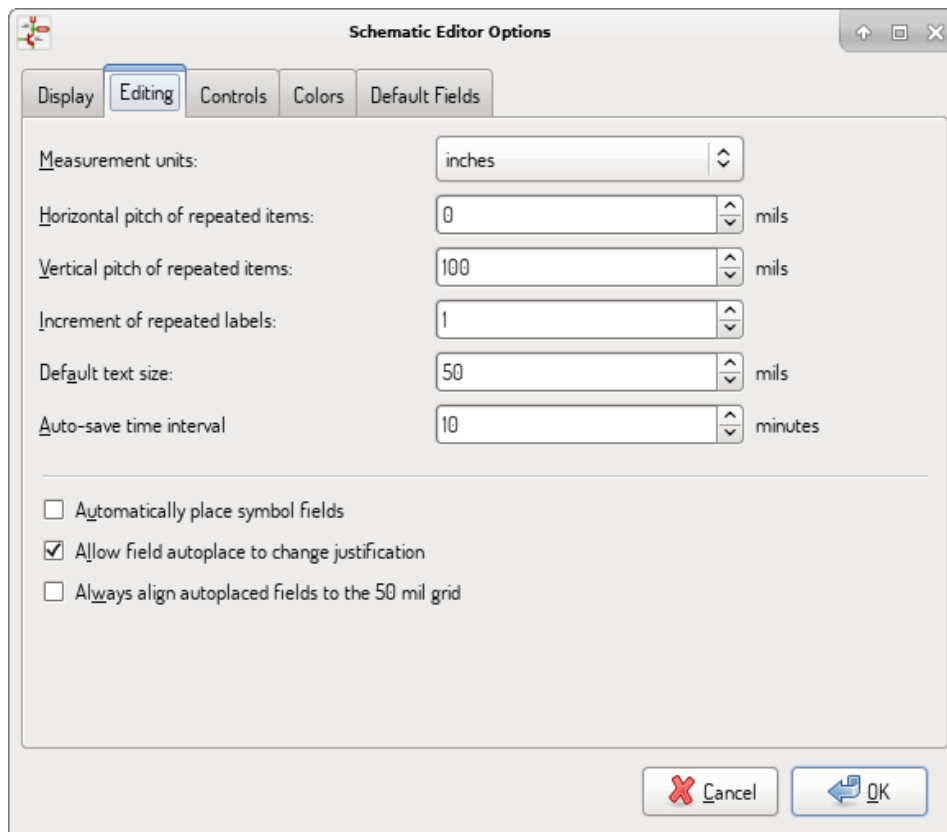 Schematic Editor Options
Display Editing Controls Colors Default Fields
Measurement units: inches
Horizontal pitch of repeated items: 0 mils
Vertical pitch of repeated items: 100 mils
Increment of repeated labels: 1
Default text size: 50 mils
Auto-save time interval 10 minutes
Automatically place symbol fields
Allow field autoplace to change justification
Always align autoplaced fields to the 50 mil grid
Cancel OK